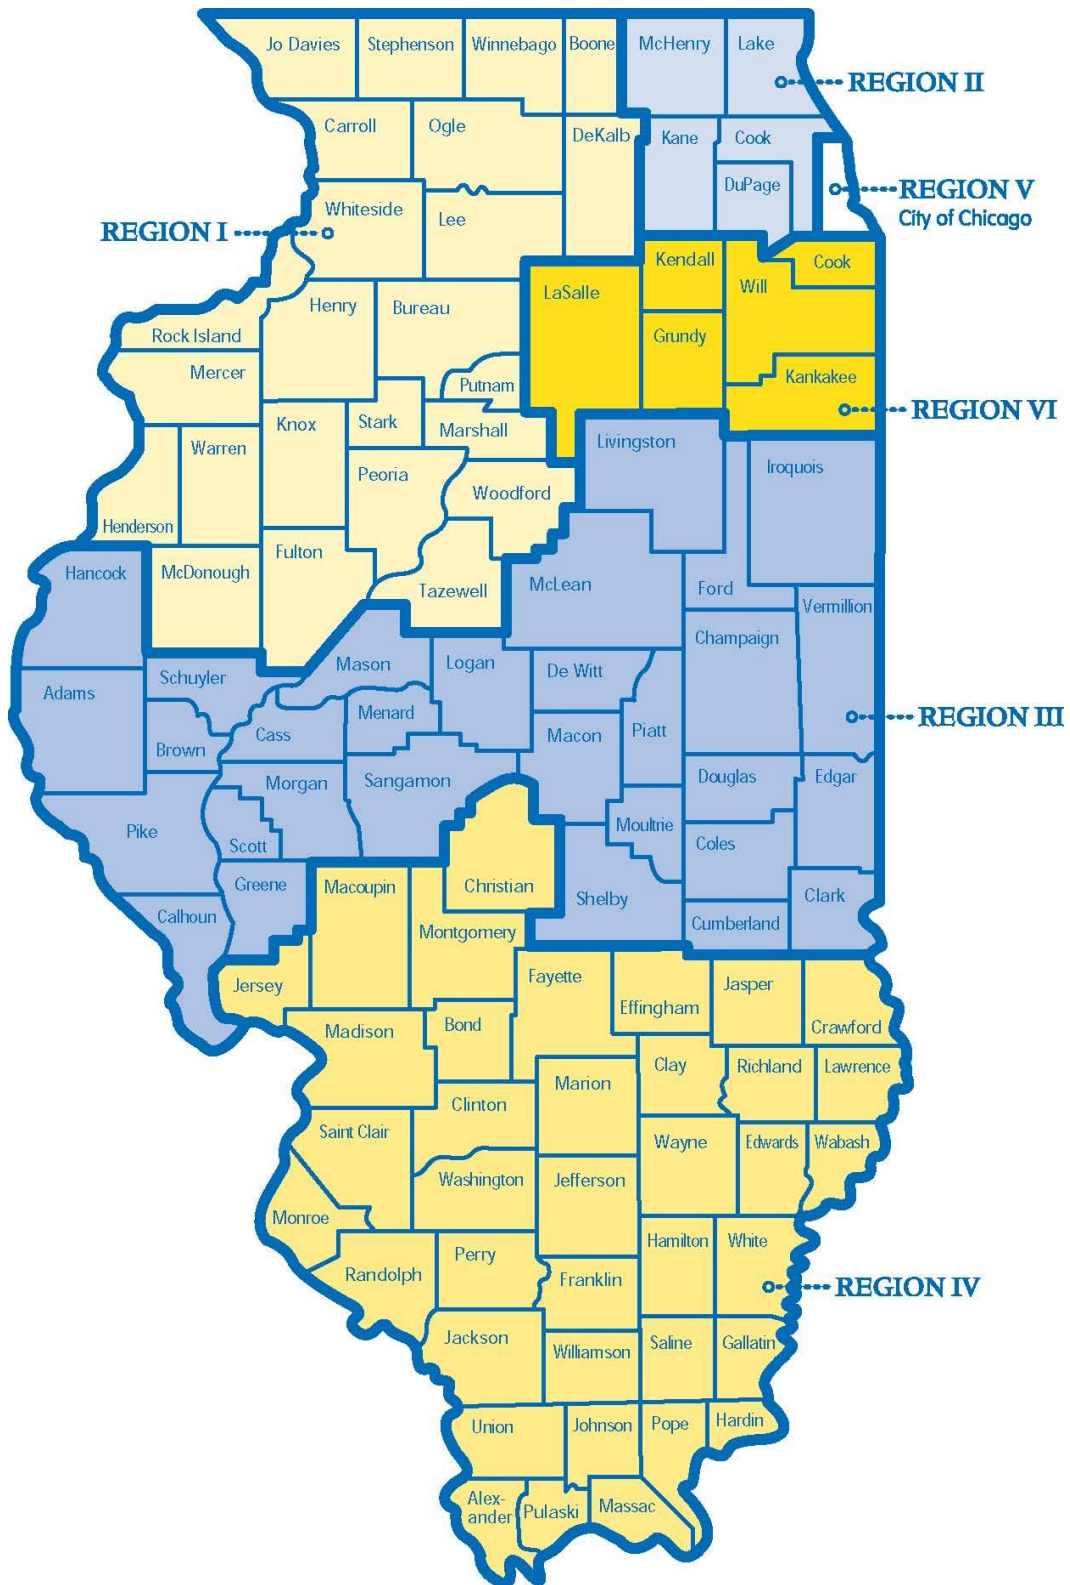 Jo Davies
Stephenson
Winnebago
Boone
McHenry
Lake
REGION II
Carroll
Ogle
DeKalb
Kane
Cook
DuPage
REGION V
City of Chicago
Whiteside
Lee
REGION I
Kendall
Cook
LaSalle
Will
Henry
Bureau
Rock Island
Grundy
Mercer
Putnam
Kankakee
REGION VI
Knox
Stark
Marshall
Livingston
Warren
Iroquois
Peoria
Woodford
Henderson
Fulton
Hancock
McDonough
Tazewell
McLean
Ford
Vermillion
Champaign
Mason
Logan
De Witt
Schuyler
Adams
Menard
REGION III
Cass
Brown
Macon
Piatt
Morgan
Sangamon
Douglas
Edgar
Pike
Scott
Moultrie
Coles
Greene
Macoupin
Christian
Shelby
Clark
Calhoun
Montgomery
Cumberland
Jersey
Fayette
Effingham
Jasper
Crawford
Madison
Bond
Clay
Richland
Lawrence
Marion
Clinton
Saint Clair
Wayne
Edwards
Wabash
Washington
Jefferson
Monroe
Hamilton
White
Perry
Randolph
Franklin
REGION IV
Jackson
Williamson
Saline
Gallatin
Union
Johnson
Pope
Hardin
Alex-
ander
Pulaski
Massac